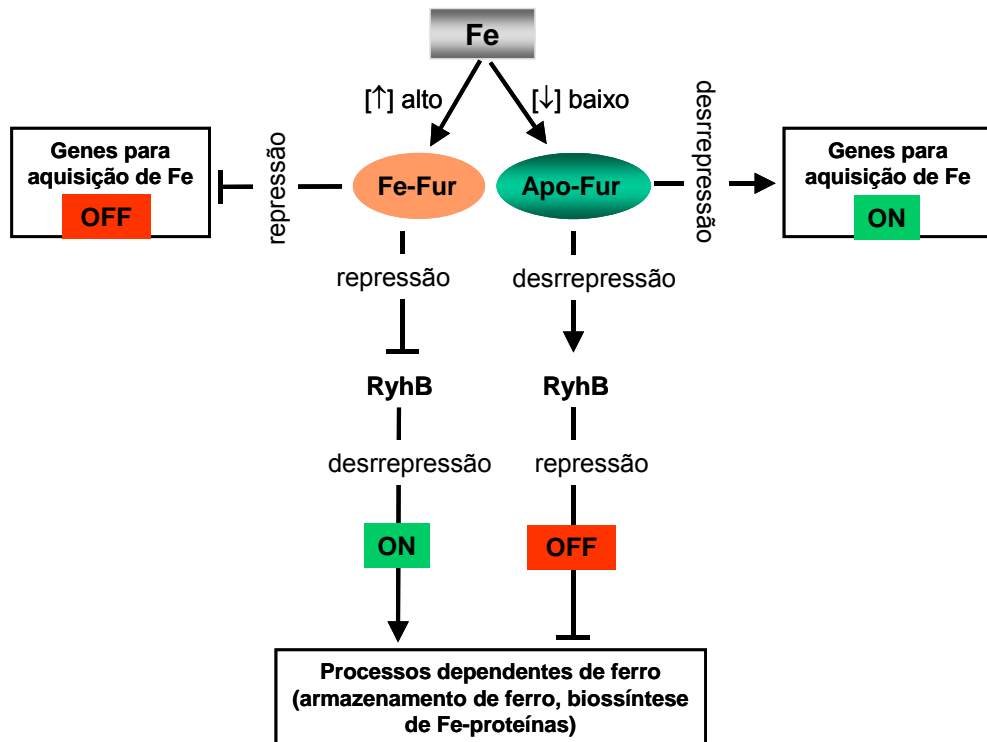 Fe
[↑] alto
[↓] baixo
Genes para
aquisição de Fe
OFF
repressão
Fe-Fur
Apo-Fur
desrrepressão
Genes para
aquisição de Fe
ON
repressão
desrrepressão
RyhB
RyhB
desrrepressão
repressão
ON
OFF
Processos dependentes de ferro
(armazenamento de ferro, biossíntese
de Fe-proteínas)